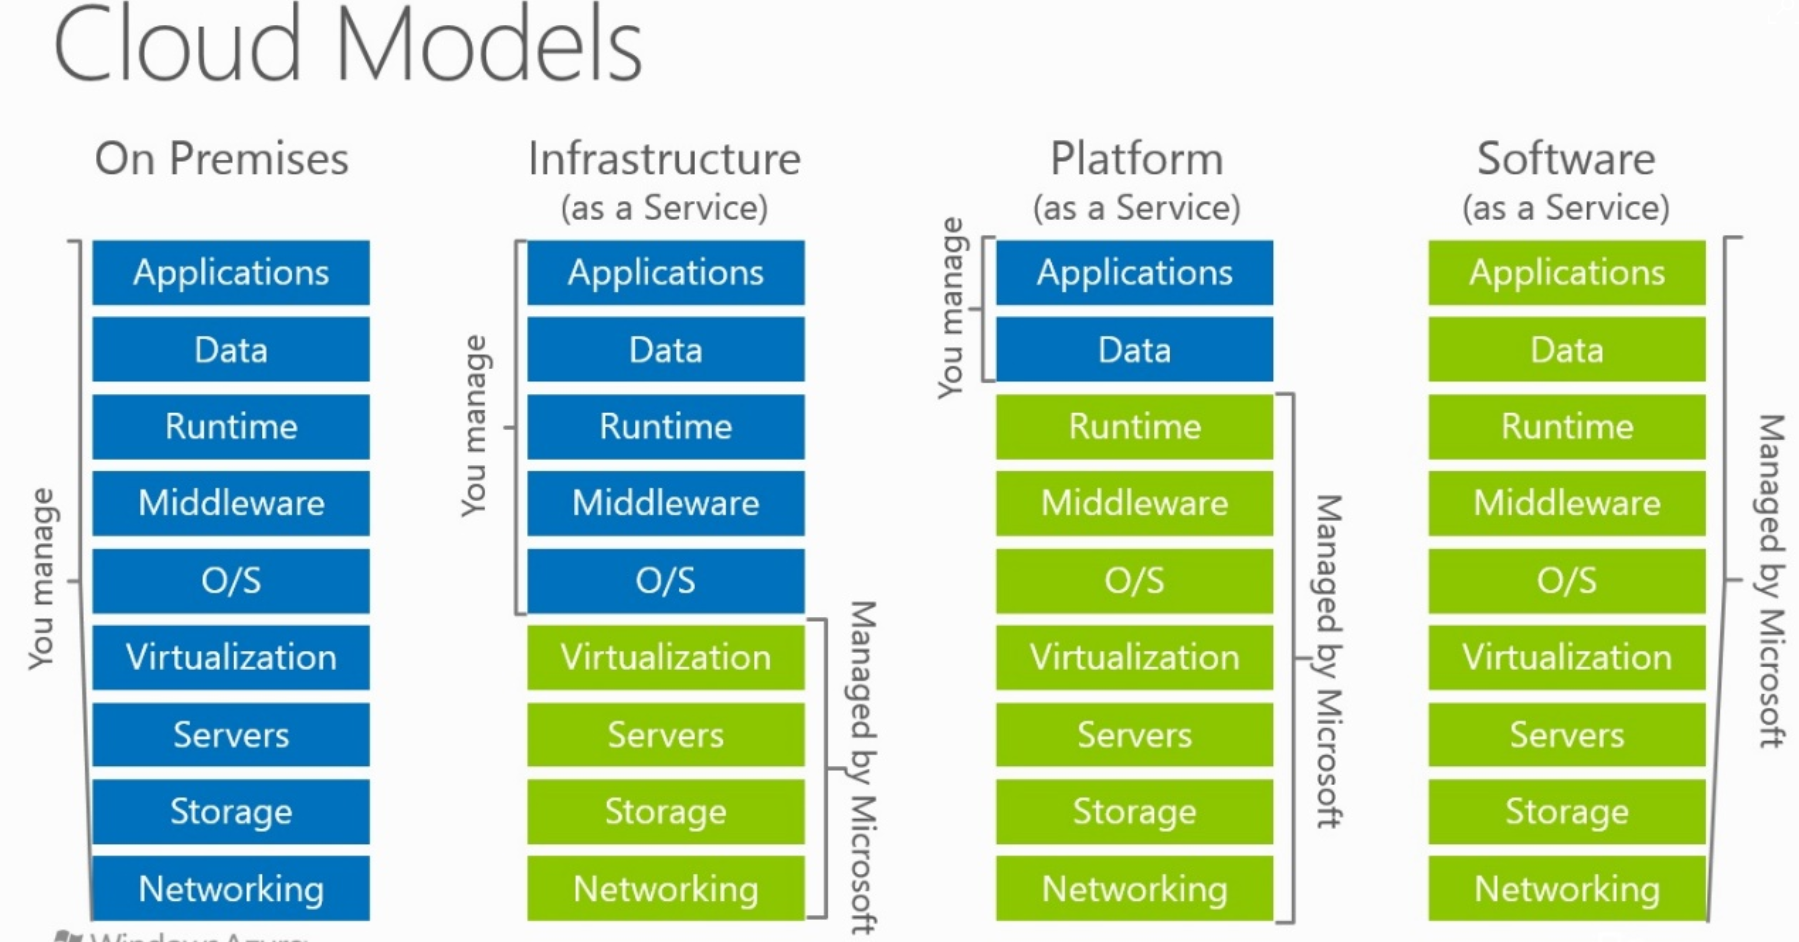 Cloud Models
On Premises
You manage
Applications
Data
Runtime
Middleware
O/S
Virtualization
Servers
Storage
Networking
Infrastructure
(as a Service)
You manage
Applications
Data
Runtime
Middleware
O/S
Virtualization
Servers
Storage
Networking
Managed by Microsoft
Platform
(as a Service)
You manage
Applications
Data
Runtime
Middleware
O/S
Virtualization
Servers
Storage
Networking
Managed by Microsoft
Software
(as a Service)
Applications
Data
Runtime
Middleware
O/S
Virtualization
Servers
Storage
Networking
Managed by Microsoft
Windows Azure